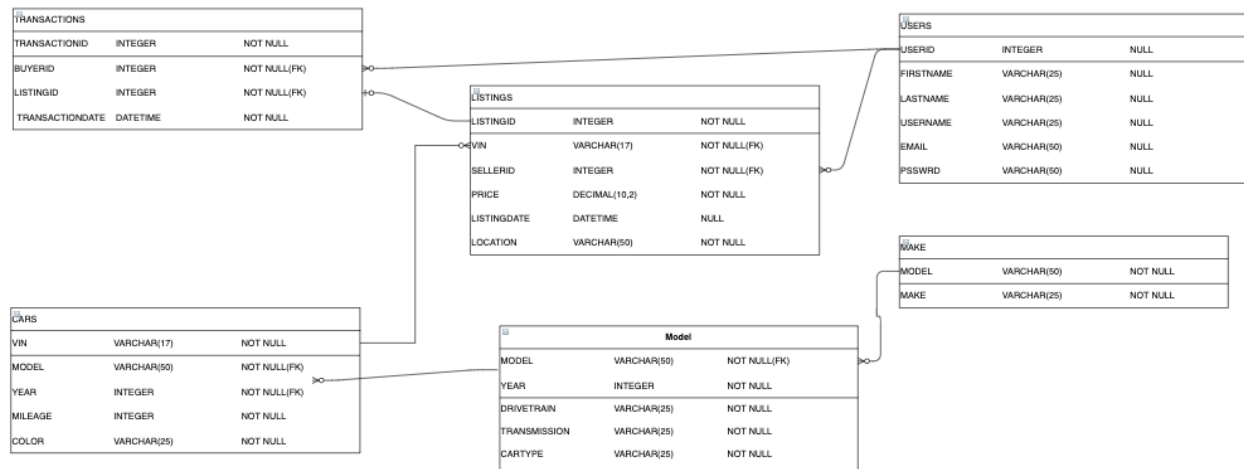 TRANSACTIONS
TRANSACTIONID INTEGER NOT NULL
BUYERID INTEGER NOT NULL(FK)
LISTINGID INTEGER NOT NULL(FK)
TRANSACTIONDATE DATETIME NOT NULL
USERS
USERID INTEGER NULL
FIRSTNAME VARCHAR(25) NULL
LASTNAME VARCHAR(25) NULL
USERNAME VARCHAR(25) NULL
EMAIL VARCHAR(50) NULL
PSSWRD VARCHAR(50) NULL
LISTINGS
LISTINGID INTEGER NOT NULL
VIN VARCHAR(17) NOT NULL(FK)
SELLERID INTEGER NOT NULL(FK)
PRICE DECIMAL(10,2) NOT NULL
LISTINGDATE DATETIME NULL
LOCATION VARCHAR(50) NOT NULL
MAKE
MODEL VARCHAR(50) NOT NULL
MAKE VARCHAR(25) NOT NULL
CARS
VIN VARCHAR(17) NOT NULL
MODEL VARCHAR(50) NOT NULL(FK)
YEAR INTEGER NOT NULL(FK)
MILEAGE INTEGER NOT NULL
COLOR VARCHAR(25) NOT NULL
Model
MODEL VARCHAR(50) NOT NULL(FK)
YEAR INTEGER NOT NULL
DRIVETRAIN VARCHAR(25) NOT NULL
TRANSMISSION VARCHAR(25) NOT NULL
CARTYPE VARCHAR(25) NOT NULL